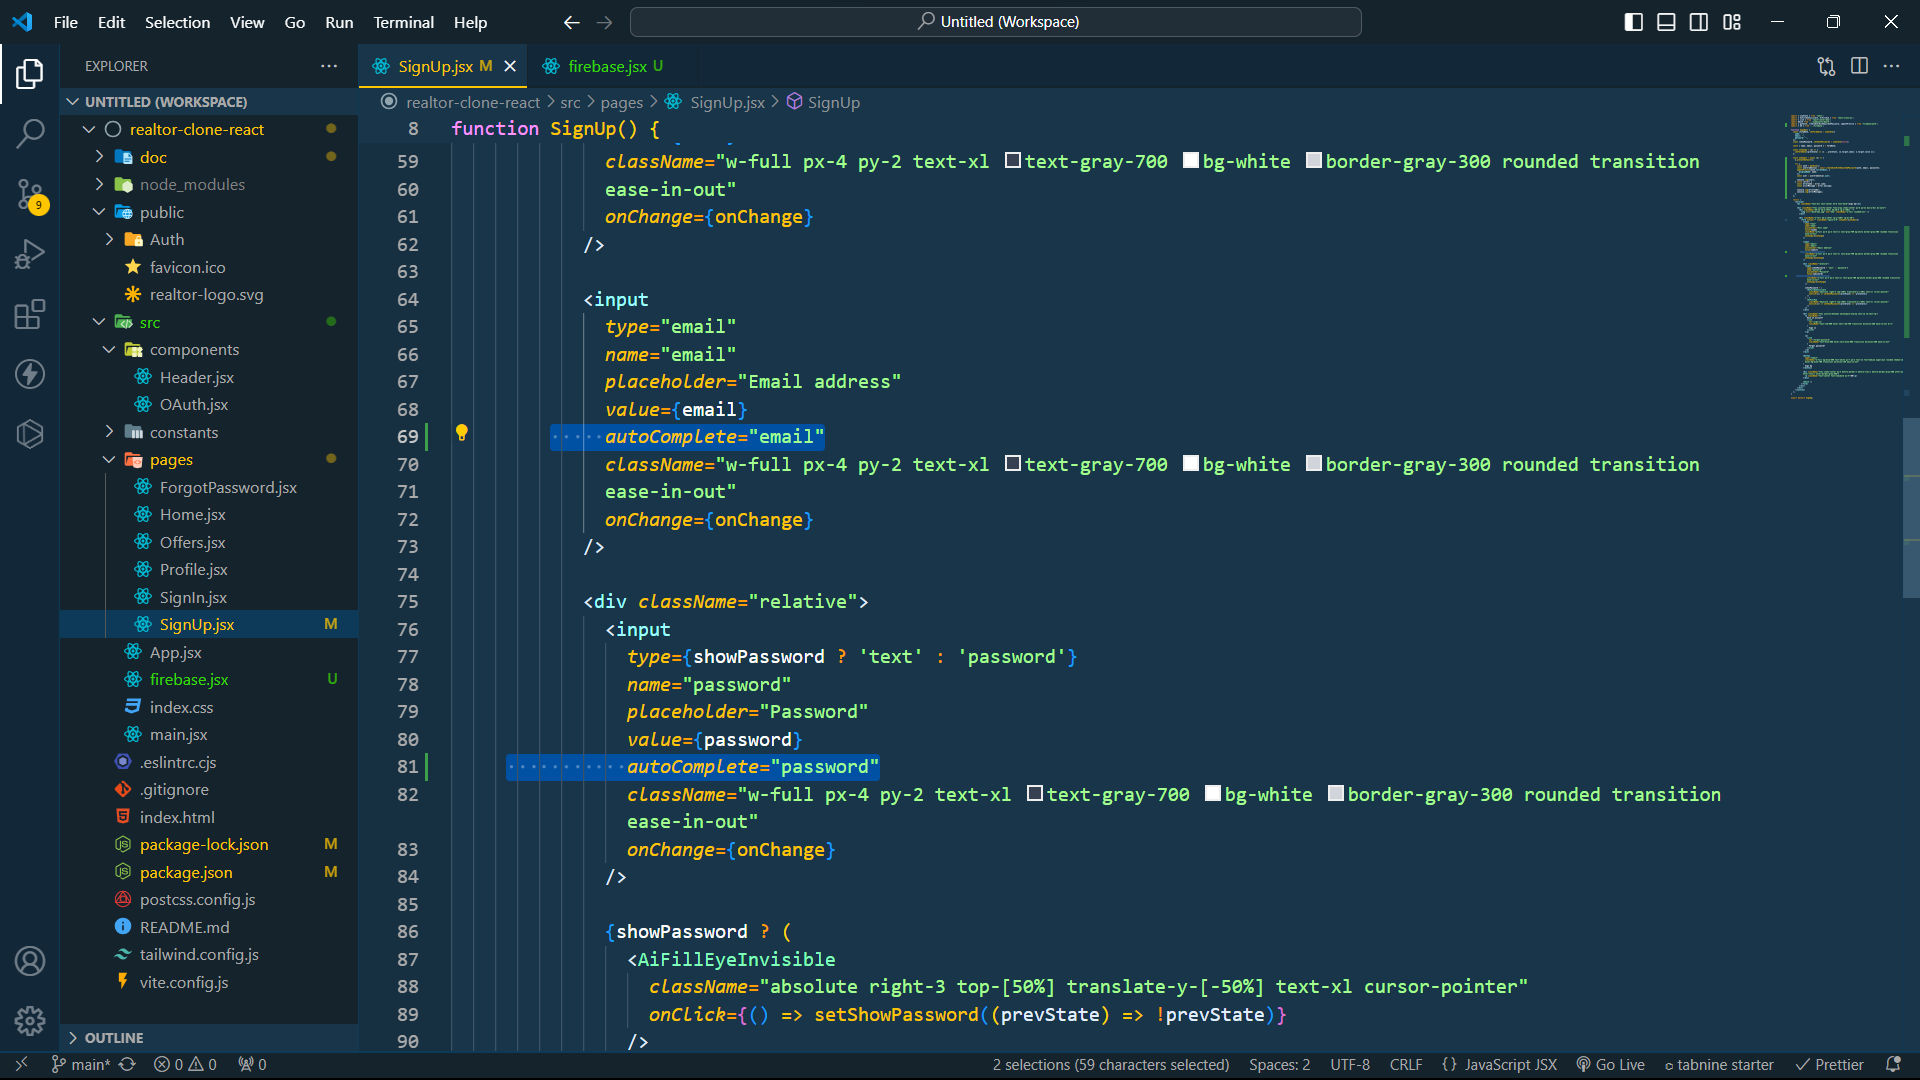 File Edit Selection View Go Run Terminal Help
Untitled (Workspace)
EXPLORER
UNTITLED (WORKSPACE)
realtor-clone-react
doc
node_modules
public
Auth
favicon.ico
realtor-logo.svg
src
components
Header.jsx
OAuth.jsx
constants
pages
ForgotPassword.jsx
Home.jsx
Offers.jsx
Profile.jsx
SignIn.jsx
SignUp.jsx M
App.jsx
firebase.jsx U
index.css
main.jsx
.eslintrc.cjs
.gitignore
index.html
package-lock.json M
package.json M
postcss.config.js
README.md
tailwind.config.js
vite.config.js
OUTLINE
9
SignUp.jsx M
firebase.jsx U
realtor-clone-react > src > pages > SignUp.jsx > SignUp
8 function SignUp() {
59 className="w-full px-4 py-2 text-xl text-gray-700 bg-white border-gray-300 rounded transition
60 ease-in-out"
61 onChange={onChange}
62 />
63
64 <input
65 type="email"
66 name="email"
67 placeholder="Email address"
68 value={email}
69 autoComplete="email"
70 className="w-full px-4 py-2 text-xl text-gray-700 bg-white border-gray-300 rounded transition
71 ease-in-out"
72 onChange={onChange}
73 />
74
75 <div className="relative">
76 <input
77 type={showPassword ? 'text' : 'password'}
78 name="password"
79 placeholder="Password"
80 value={password}
81 autoComplete="password"
82 className="w-full px-4 py-2 text-xl text-gray-700 bg-white border-gray-300 rounded transition
ease-in-out"
83 onChange={onChange}
84 />
85
86 {showPassword ? (
87 <AiFillEyeInvisible
88 className="absolute right-3 top-[50%] translate-y-[-50%] text-xl cursor-pointer"
89 onClick={() => setShowPassword((prevState) => !prevState)}
90 />
main* 0 0 0 2 selections (59 characters selected) Spaces: 2 UTF-8 CRLF {} JavaScript JSX Go Live tabnine starter Prettier